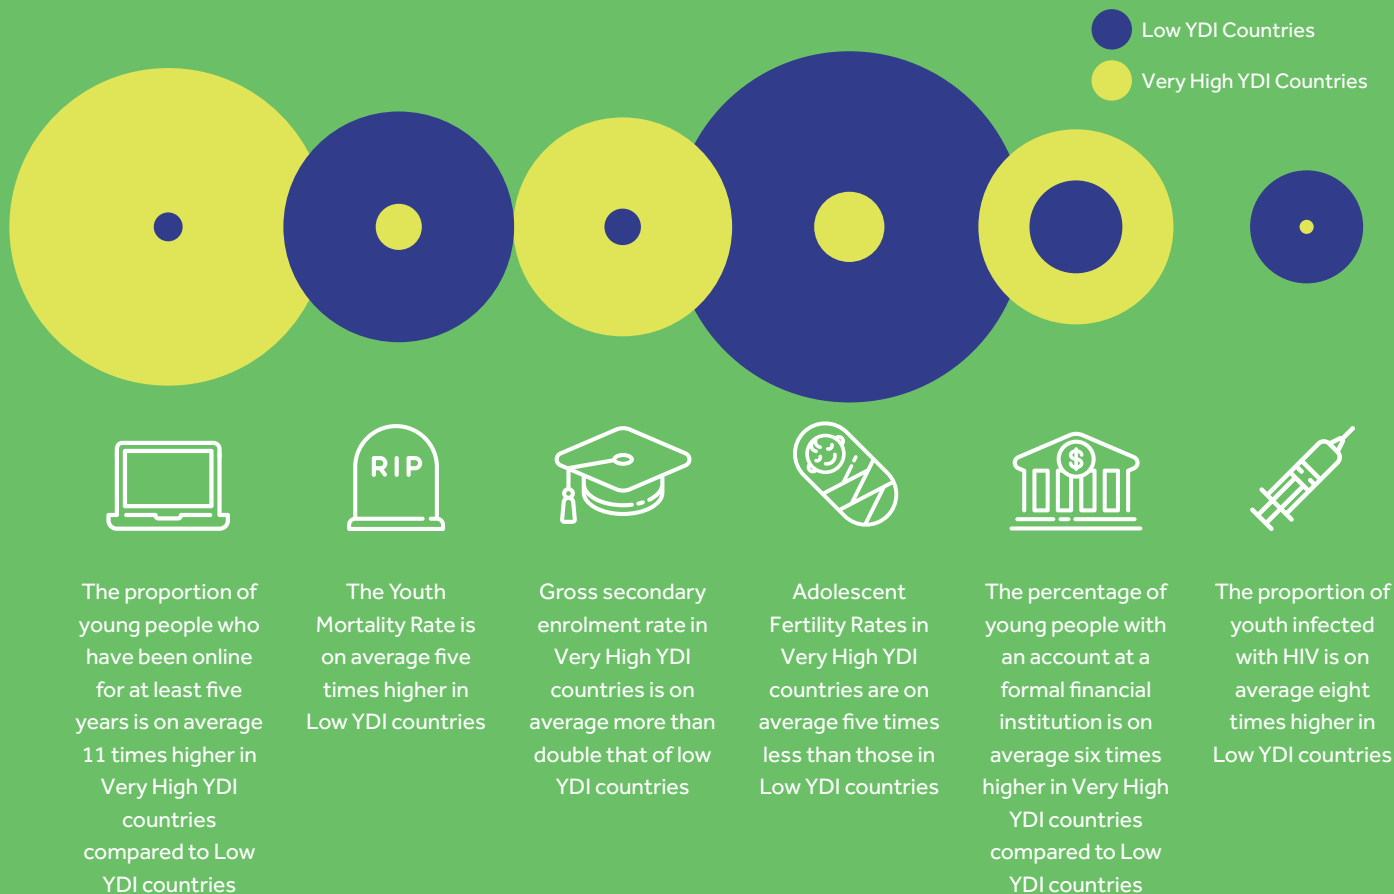 Low YDI Countries
Very High YDI Countries
RIP
$
The proportion of
young people who
have been online
for at least five
years is on average
11 times higher in
Very High YDI
countries
compared to Low
YDI countries
The Youth
Mortality Rate is
on average five
times higher in
Low YDI countries
Gross secondary
enrolment rate in
Very High YDI
countries is on
average more than
double that of low
YDI countries
Adolescent
Fertility Rates in
Very High YDI
countries are on
average five times
less than those in
Low YDI countries
The percentage of
young people with
an account at a
formal financial
institution is on
average six times
higher in Very High
YDI countries
compared to Low
YDI countries
The proportion of
youth infected
with HIV is on
average eight
times higher in
Low YDI countries